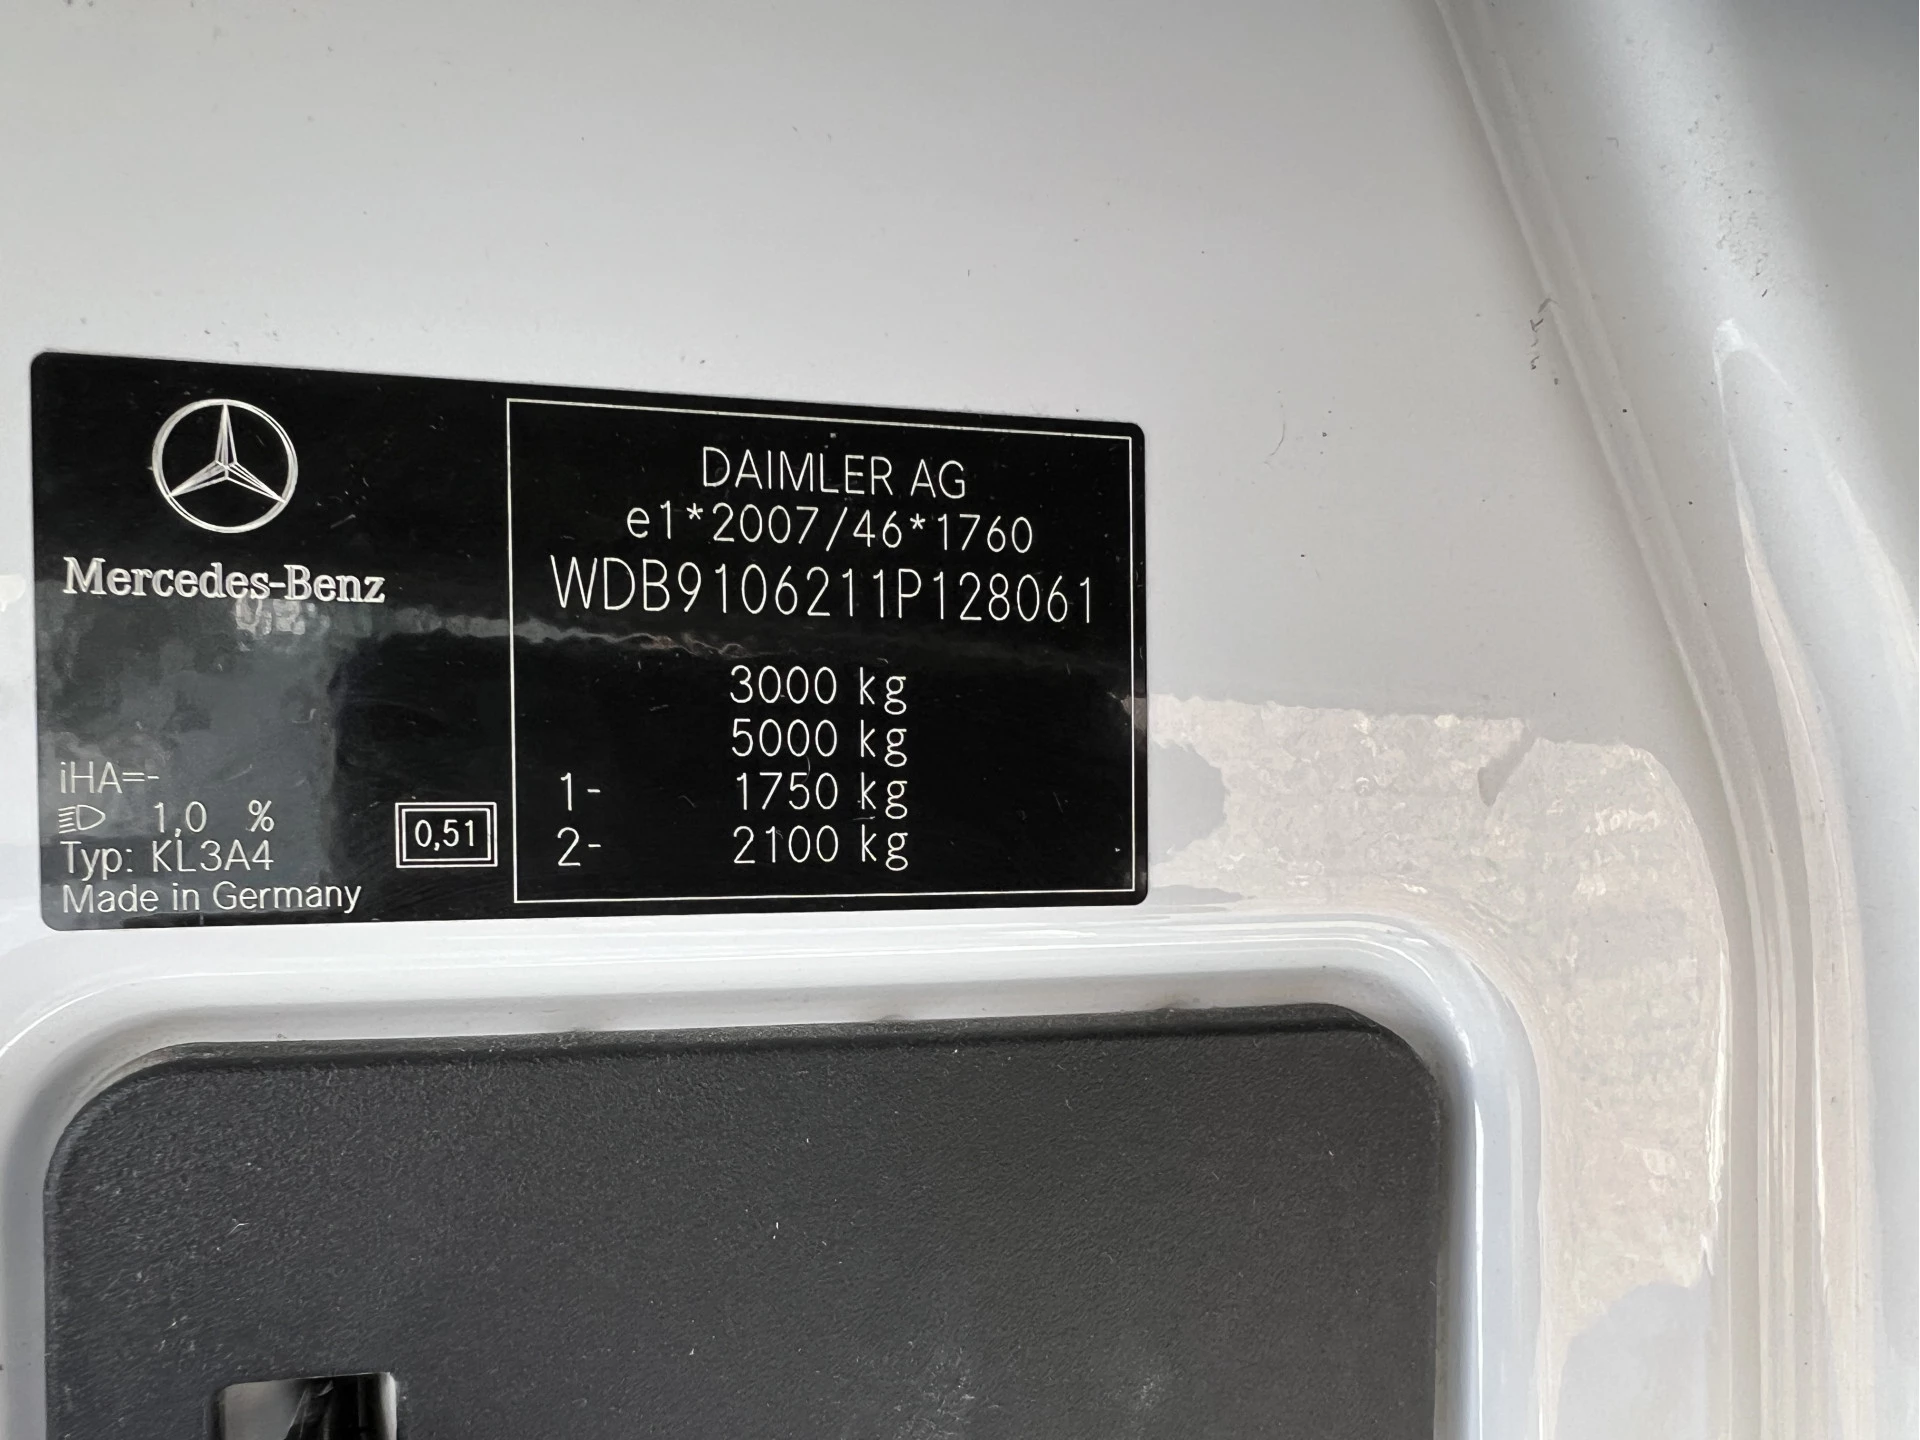 Mercedes-Benz
iHA=-
1,0 %
Typ: KL3A4
Made in Germany
0,51
DAIMLER AG
e1*2007/46*1760
WDB9106211P128061
3000 kg
5000 kg
1- 1750 kg
2- 2100 kg